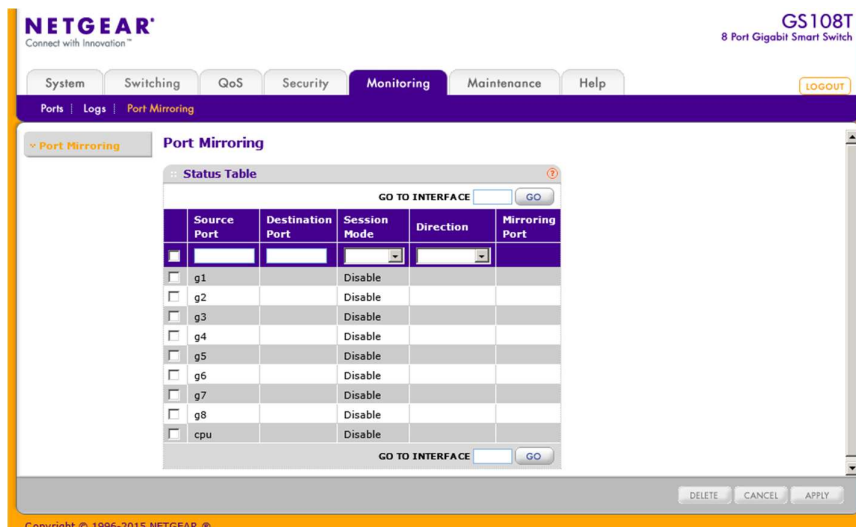 NETGEAR®
Connect with Innovation™
GS108T
8 Port Gigabit Smart Switch
System Switching QoS Security Monitoring Maintenance Help
LOGOUT
Ports | Logs | Port Mirroring
Port Mirroring
Port Mirroring
Status Table
?
GO TO INTERFACE GO
Source Port Destination Port Session Mode Direction Mirroring Port
g1 Disable
g2 Disable
g3 Disable
g4 Disable
g5 Disable
g6 Disable
g7 Disable
g8 Disable
cpu Disable
GO TO INTERFACE GO
DELETE CANCEL APPLY
Copyright © 1996-2015 NETGEAR ®